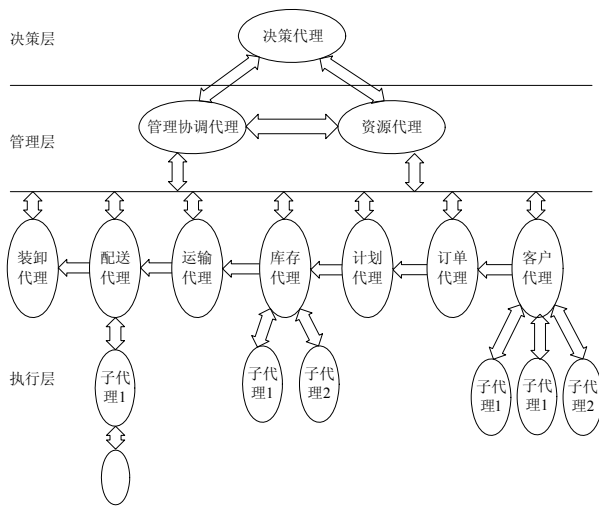 决策层
决策代理
管理层
管理协调代理
资源代理
装卸
代理
配送
代理
运输
代理
库存
代理
计划
代理
订单
代理
客户
代理
执行层
子代
理1
子代
理1
子代
理2
子代
理1
子代
理1
子代
理2